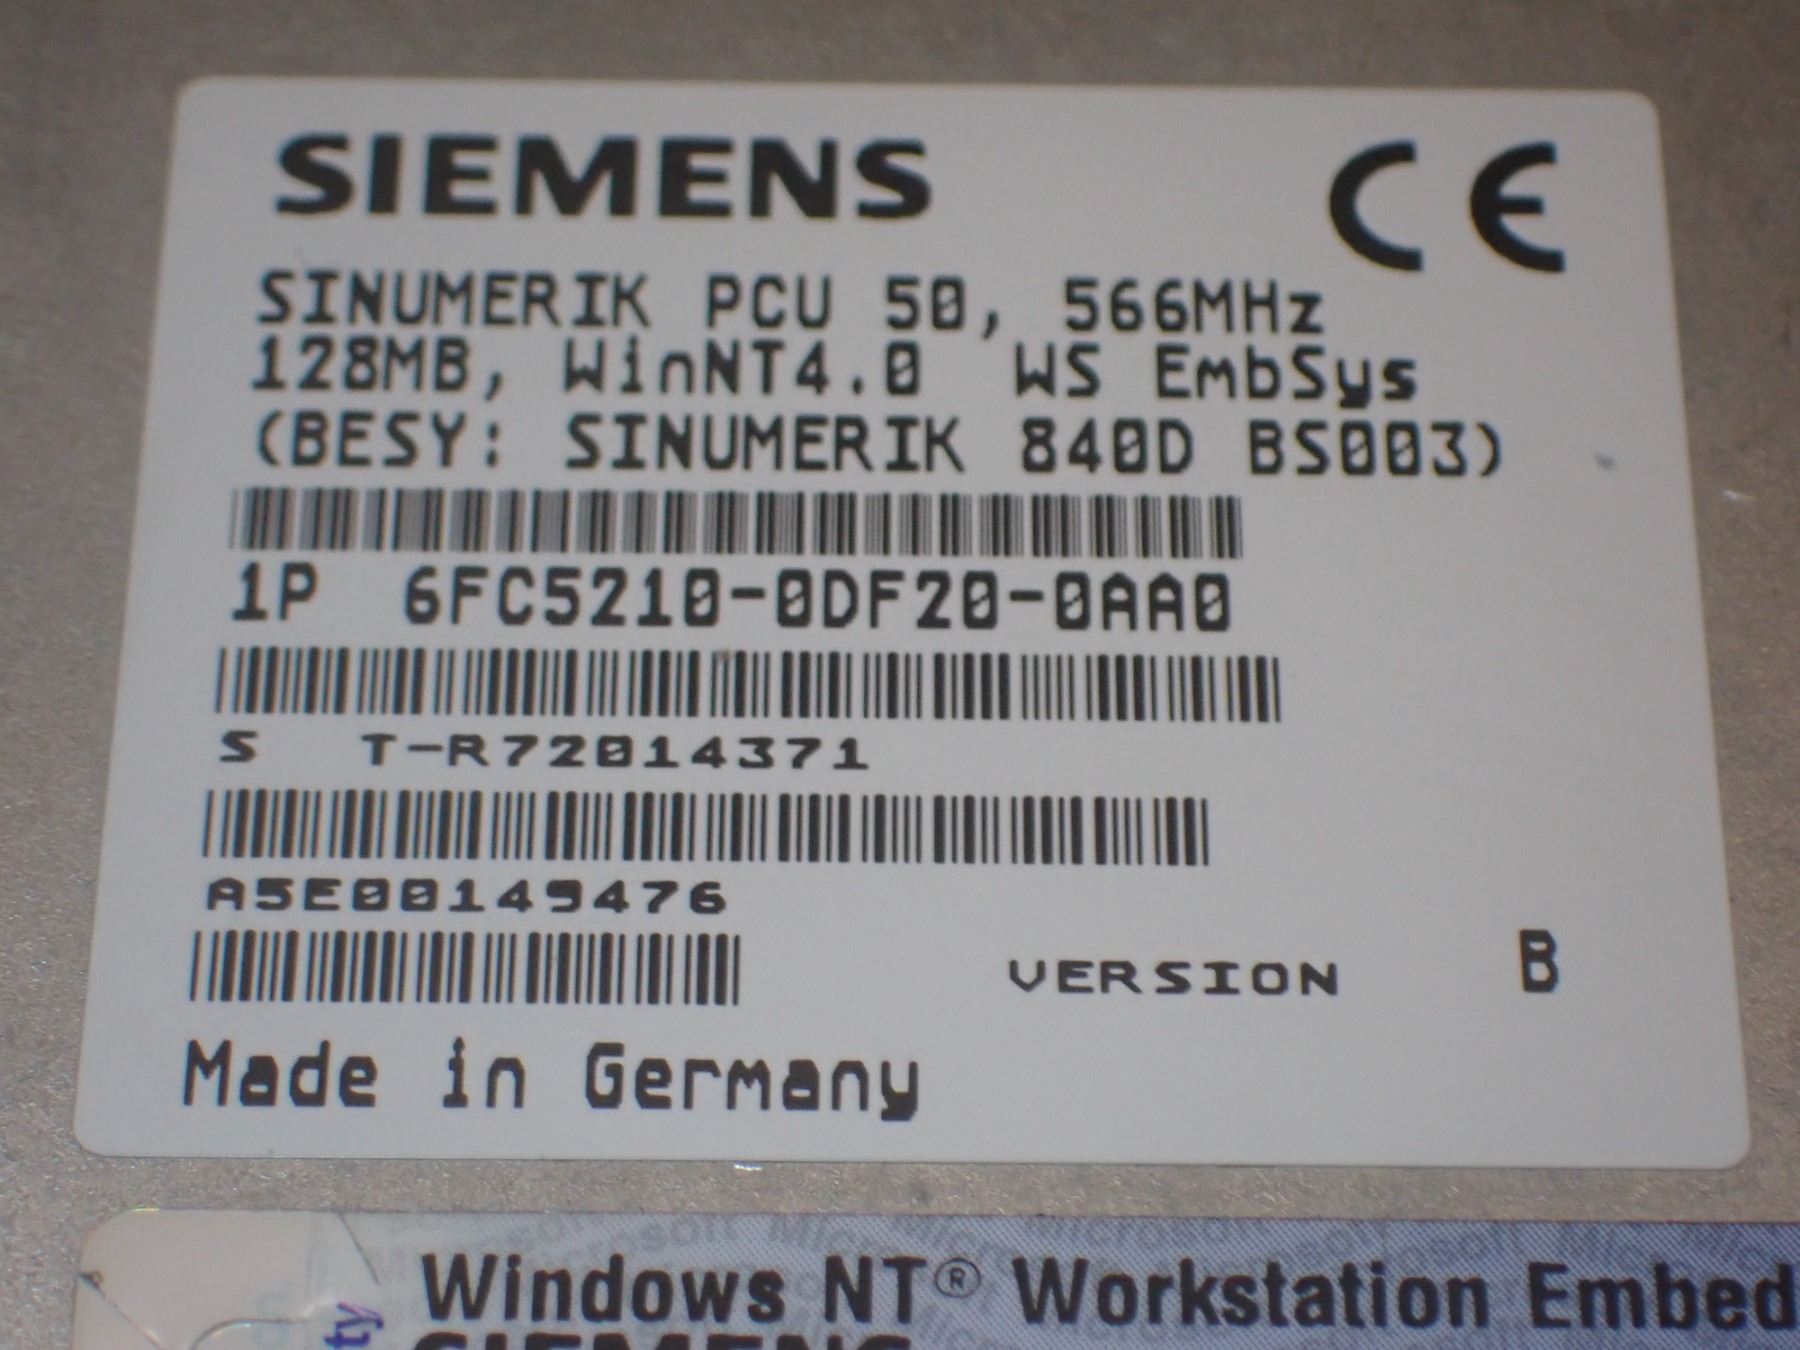 SIEMENS
CE
SINUMERIK PCU 50, 566MHz
128MB, WinNT4.0 WS EmbSys
(BESY: SINUMERIK 840D BS003)
1P 6FC5210-0DF20-0AA0
S T-R72014371
A5E00149476
VERSION B
Made in Germany
Windows NT® Workstation Embed
SIEMENS